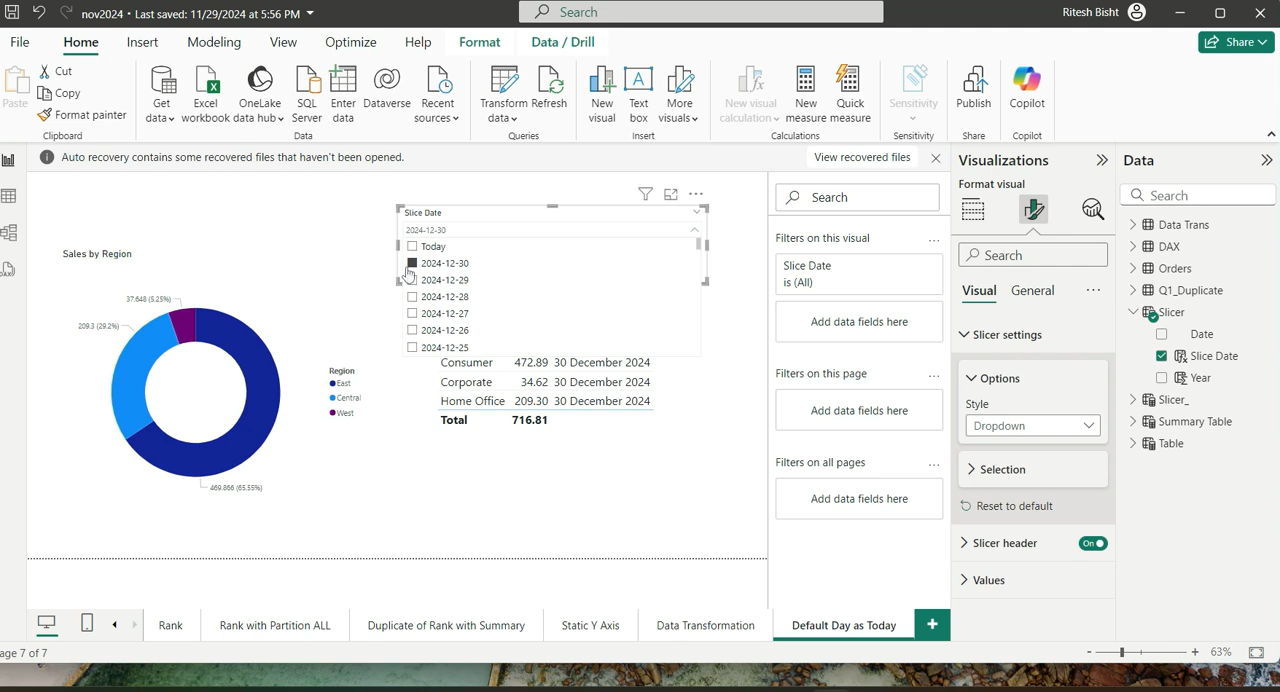 nov2024 • Last saved: 11/29/2024 at 5:56 PM
Search
Ritesh Bisht
File Home Insert Modeling View Optimize Help Format Data / Drill
Share
Paste
Cut
Copy
Format painter
Clipboard
Get data
Excel workbook
OneLake data hub
SQL Server
Enter data
Dataverse
Recent sources
Data
Transform data
Refresh
Queries
New visual
Text box
More visuals
Insert
New visual calculation
New measure
Quick measure
Calculations
Sensitivity
Sensitivity
Publish
Share
Copilot
Copilot
Auto recovery contains some recovered files that haven't been opened.
View recovered files
Slice Date
2024-12-30
Today
2024-12-30
2024-12-29
2024-12-28
2024-12-27
2024-12-26
2024-12-25
Consumer 472.89 30 December 2024
Corporate 34.62 30 December 2024
Home Office 209.30 30 December 2024
Total 716.81
Sales by Region
37.648 (5.25%)
209.3 (29.2%)
469.866 (65.55%)
Region
East
Central
West
Search
Filters on this visual ...
Slice Date
is (All)
Add data fields here
Filters on this page ...
Add data fields here
Filters on all pages ...
Add data fields here
Visualizations
Format visual
Search
Visual General ...
Slicer settings
Options
Style
Dropdown
Selection
Reset to default
Slicer header On
Values
Data
Search
Data Trans
DAX
Orders
Q1_Duplicate
Slicer
Date
Slice Date
Year
Slicer_
Summary Table
Table
Rank
Rank with Partition ALL
Duplicate of Rank with Summary
Static Y Axis
Data Transformation
Default Day as Today
+
age 7 of 7
- + 63%